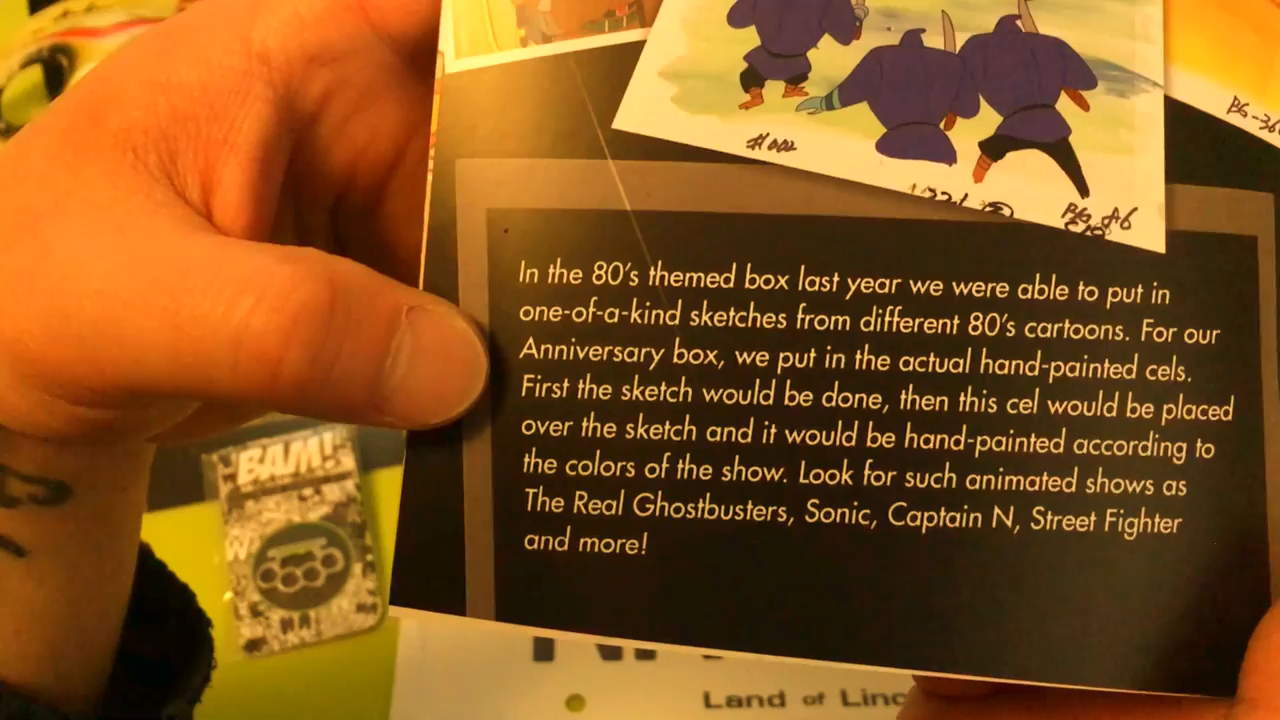 #002
BG-36
BG
In the 80's themed box last year we were able to put in
one-of-a-kind sketches from different 80's cartoons. For our
Anniversary box, we put in the actual hand-painted cels.
First the sketch would be done, then this cel would be placed
over the sketch and it would be hand-painted according to
the colors of the show. Look for such animated shows as
The Real Ghostbusters, Sonic, Captain N, Street Fighter
and more!
BAM!
Land of Linc